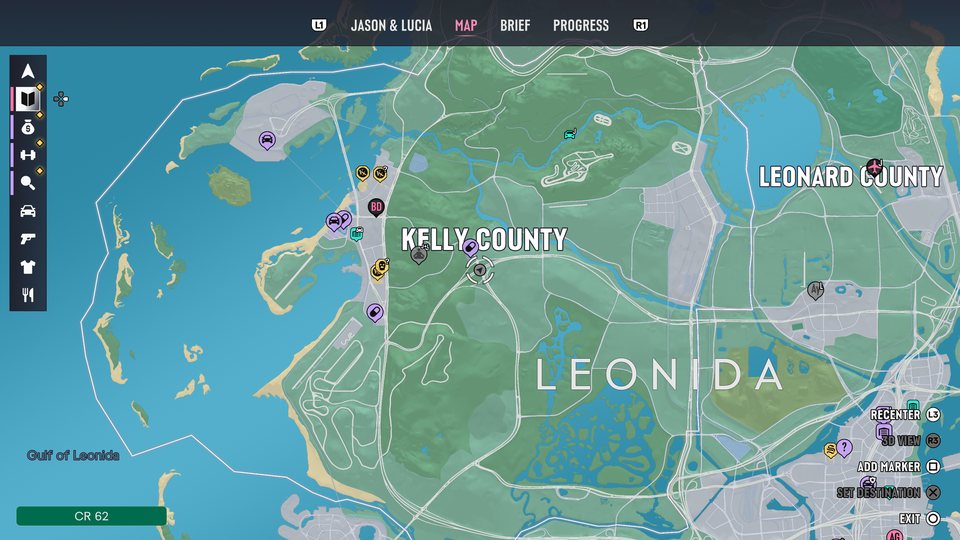 L1 JASON & LUCIA MAP BRIEF PROGRESS R1
LEONARD COUNTY
BD
KELLY COUNTY
LEONIDA
RECENTER L3
3D VIEW R3
Gulf of Leonida
ADD MARKER
SET DESTINATION
CR 62
EXIT
AG